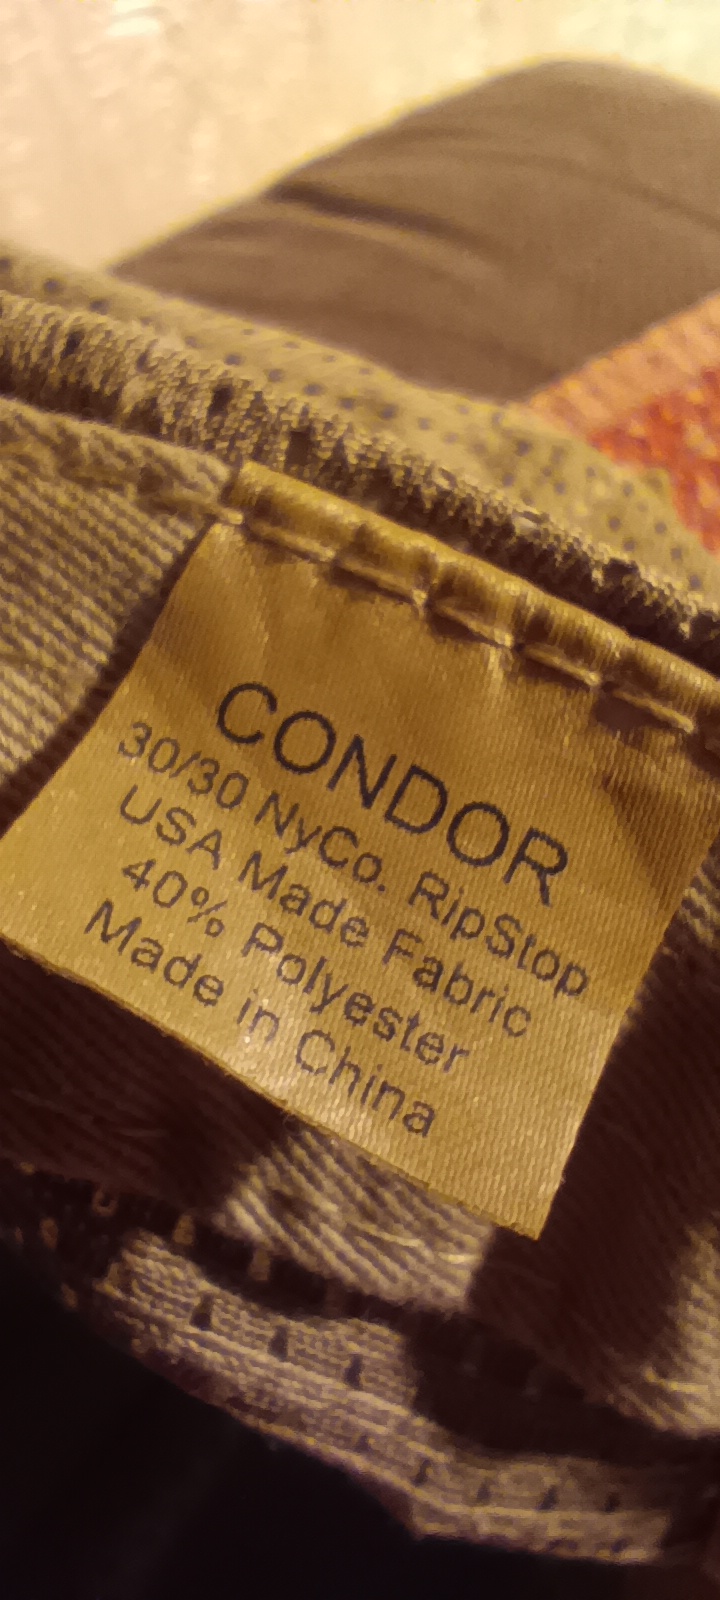 CONDOR
30/30 NyCo. RipStop
USA Made Fabric
40% Polyester
Made in China